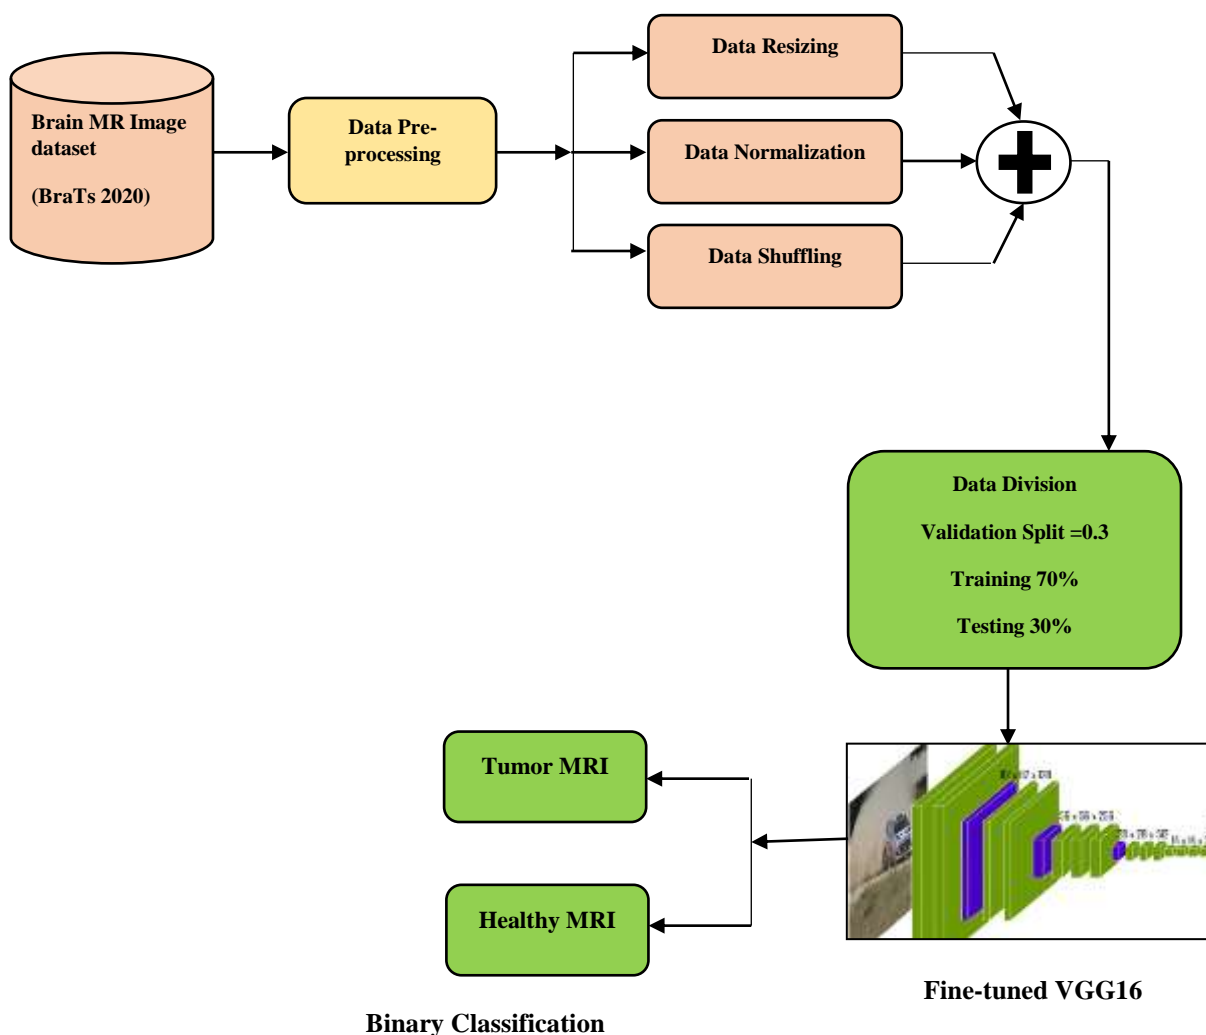 Brain MR Image
dataset
(BraTs 2020)
Data Pre-
processing
Data Resizing
Data Normalization
Data Shuffling
Data Division
Validation Split =0.3
Training 70%
Testing 30%
Tumor MRI
Healthy MRI
Fine-tuned VGG16
Binary Classification